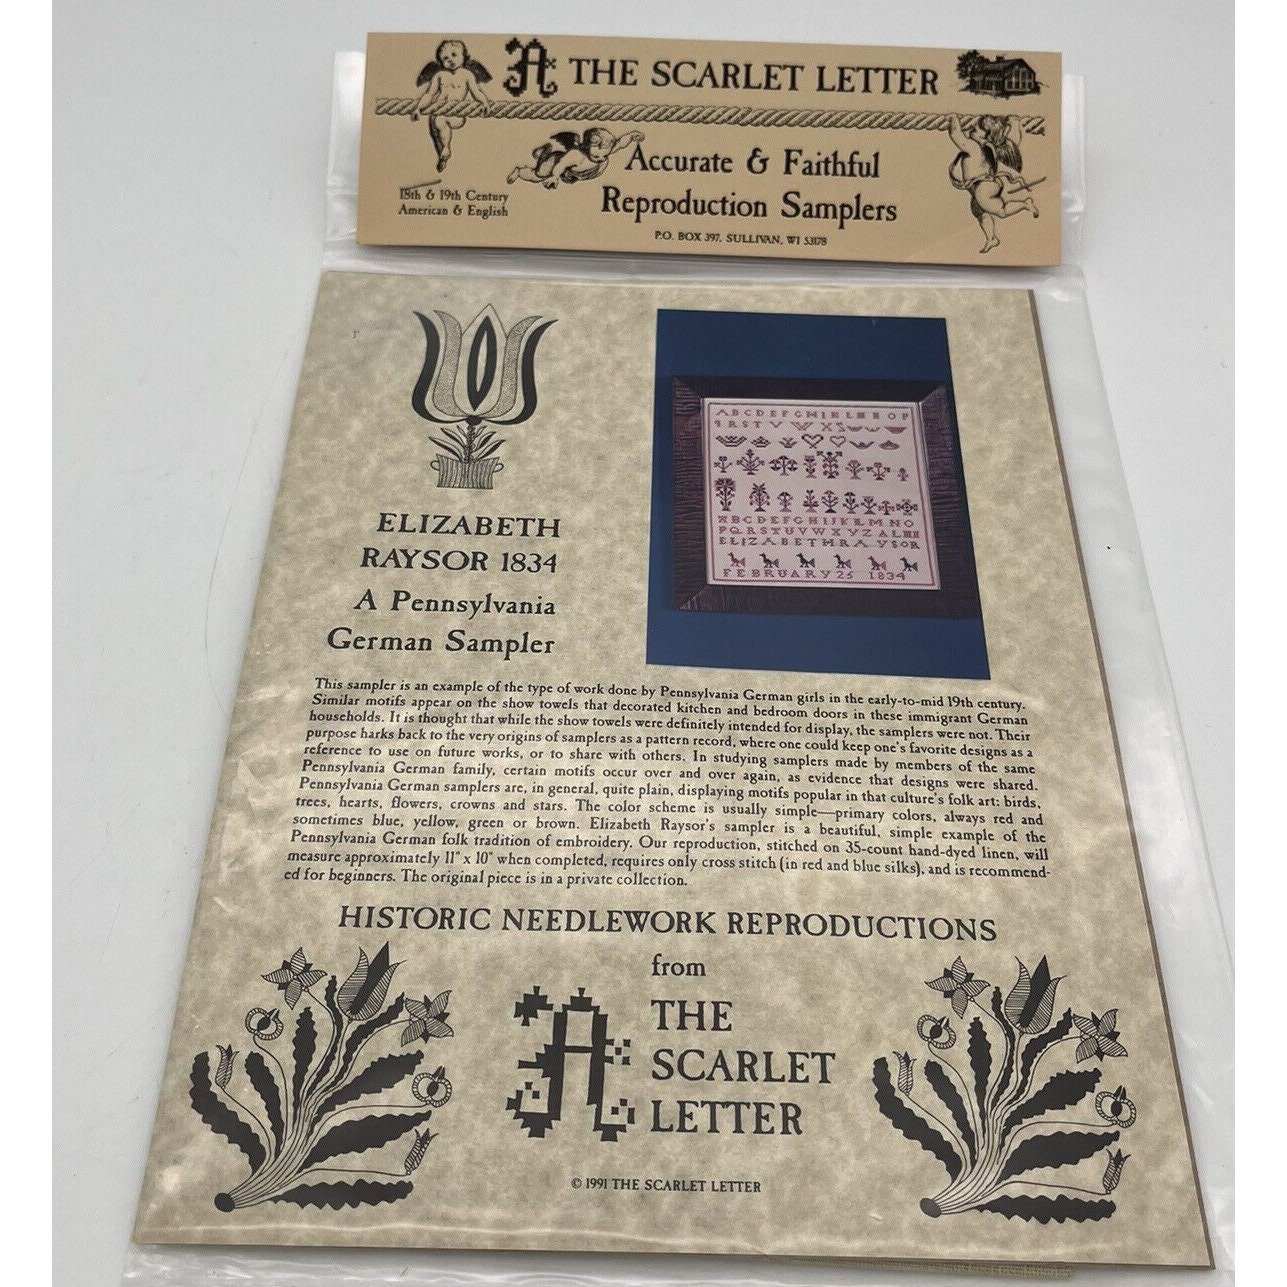 THE SCARLET LETTER
Accurate & Faithful
Reproduction Samplers
18th & 19th Century
American & English
P.O. BOX 397, SULLIVAN, WI 53178
ELIZABETH
RAYSOR 1834
A Pennsylvania
German Sampler
FEBRUARY 25 1834
This sampler is an example of the type of work done by Pennsylvania German girls in the early-to-mid 19th century.
Similar motifs appear on the show towels that decorated kitchen and bedroom doors in these immigrant German
households. It is thought that while the show towels were definitely intended for display, the samplers were not. Their
purpose harks back to the very origins of samplers as a pattern record, where one could keep one's favorite designs as a
reference to use on future works, or to share with others. In studying samplers made by members of the same
Pennsylvania German family, certain motifs occur over and over again, as evidence that designs were shared.
Pennsylvania German samplers are, in general, quite plain, displaying motifs popular in that culture's folk art: birds,
trees, hearts, flowers, crowns and stars. The color scheme is usually simple—primary colors, always red and
sometimes blue, yellow, green or brown. Elizabeth Raysor's sampler is a beautiful, simple example of the
Pennsylvania German folk tradition of embroidery. Our reproduction, stitched on 35-count hand-dyed linen, will
measure approximately 11" x 10" when completed, requires only cross stitch (in red and blue silks), and is recommend-
ed for beginners. The original piece is in a private collection.
HISTORIC NEEDLEWORK REPRODUCTIONS
from
THE
SCARLET
LETTER
© 1991 THE SCARLET LETTER